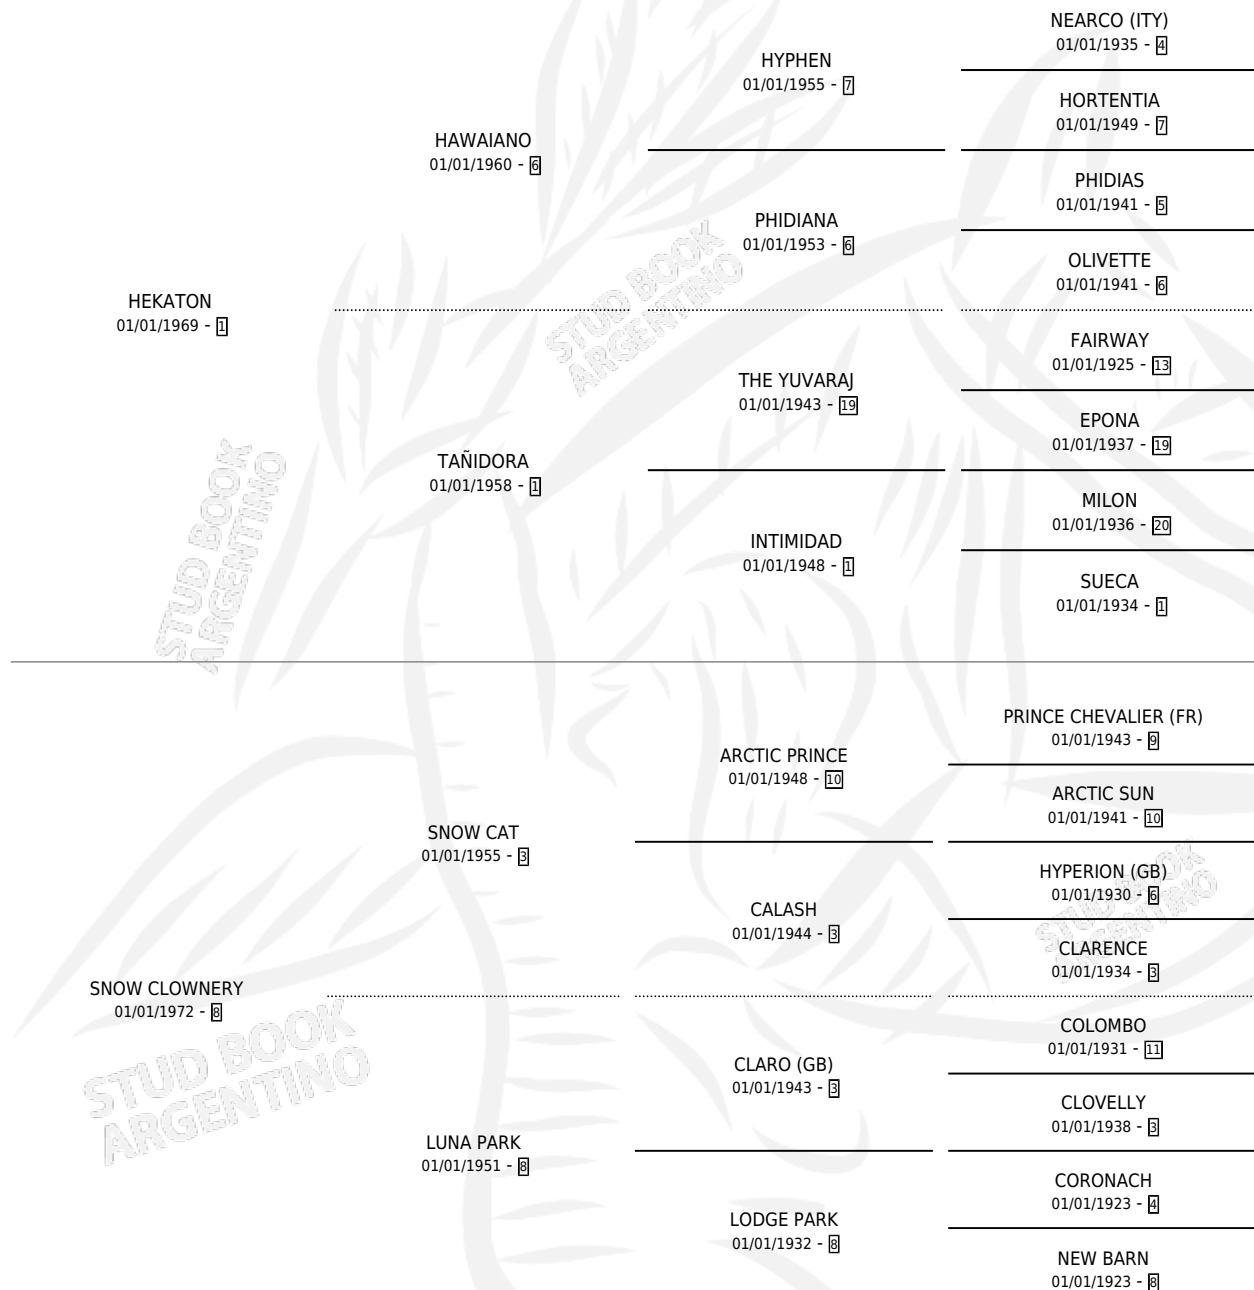 NEARCO (ITY)
01/01/1935 - 4
HYPHEN
01/01/1955 - 7
HORTENTIA
01/01/1949 - 7
HAWAIANO
01/01/1960 - 6
PHIDIAS
01/01/1941 - 5
PHIDIANA
01/01/1953 - 6
OLIVETTE
01/01/1941 - 6
HEKATON
01/01/1969 - 1
FAIRWAY
01/01/1925 - 13
THE YUVARAJ
01/01/1943 - 19
EPONA
01/01/1937 - 19
TAÑIDORA
01/01/1958 - 1
MILON
01/01/1936 - 20
INTIMIDAD
01/01/1948 - 1
SUECA
01/01/1934 - 1
PRINCE CHEVALIER (FR)
01/01/1943 - 9
ARCTIC PRINCE
01/01/1948 - 10
ARCTIC SUN
01/01/1941 - 10
SNOW CAT
01/01/1955 - 3
HYPERION (GB)
01/01/1930 - 6
CALASH
01/01/1944 - 3
CLARENCE
01/01/1934 - 3
SNOW CLOWNERY
01/01/1972 - 8
COLOMBO
01/01/1931 - 11
CLARO (GB)
01/01/1943 - 3
CLOVELLY
01/01/1938 - 3
LUNA PARK
01/01/1951 - 8
CORONACH
01/01/1923 - 4
LODGE PARK
01/01/1932 - 8
NEW BARN
01/01/1923 - 8
STUD BOOK
ARGENTINO
STUD BOOK
ARGENTINO
STUD BOOK
ARGENTINO
STUD BOOK
ARGENTINO